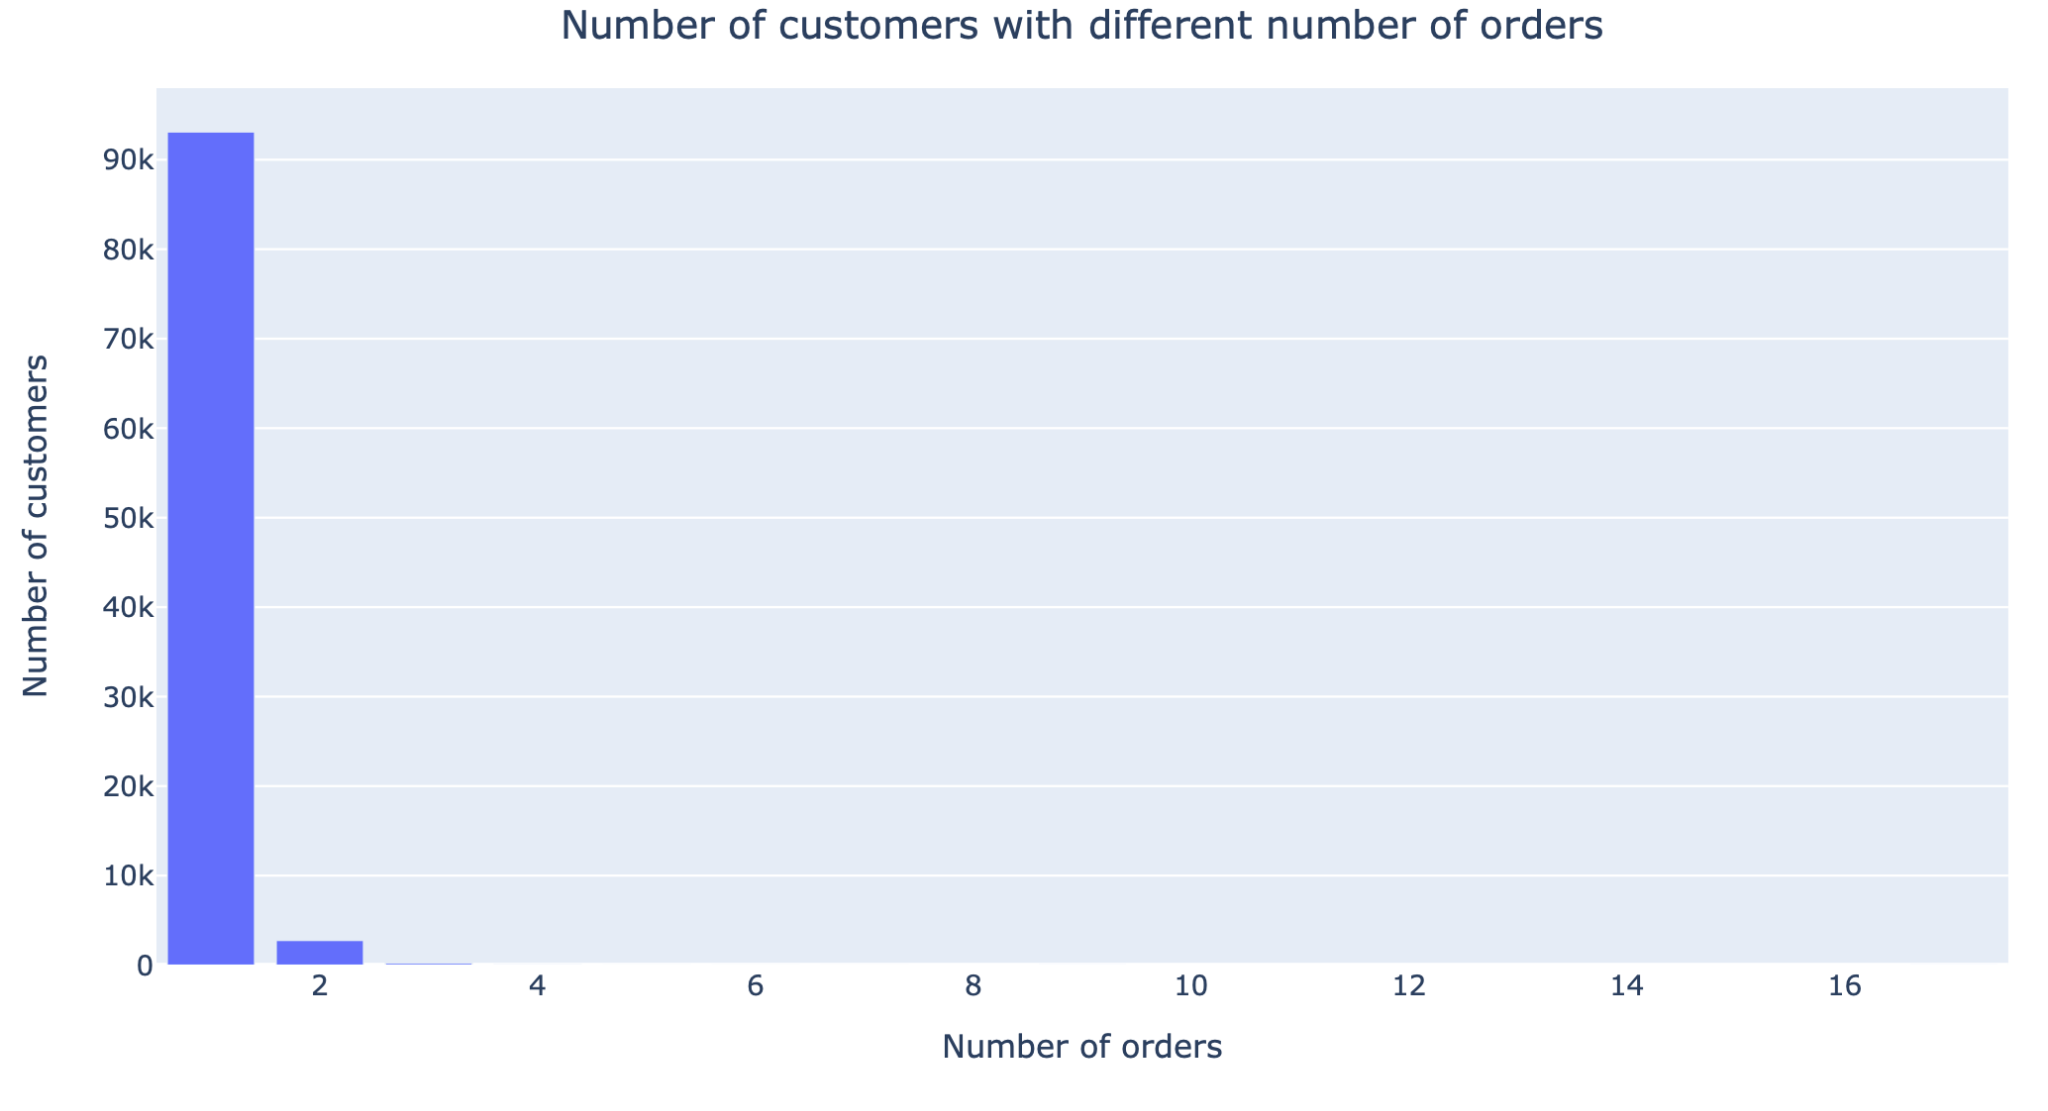 Number of customers with different number of orders
Number of customers
90k
80k
70k
60k
50k
40k
30k
20k
10k
0
2 4 6 8 10 12 14 16
Number of orders